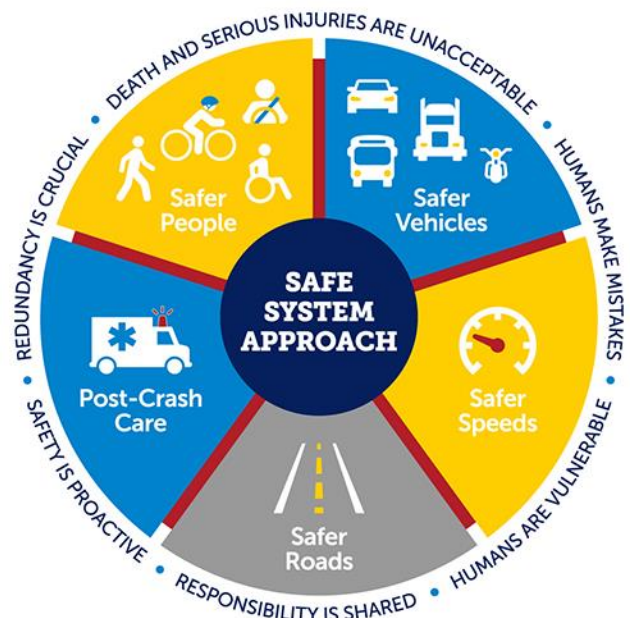 DEATH AND SERIOUS INJURIES ARE UNACCEPTABLE
HUMANS MAKE MISTAKES
HUMANS ARE VULNERABLE
RESPONSIBILITY IS SHARED
SAFETY IS PROACTIVE
REDUNDANCY IS CRUCIAL
Safer
People
Safer
Vehicles
SAFE
SYSTEM
APPROACH
Post-Crash
Care
Safer
Speeds
Safer
Roads